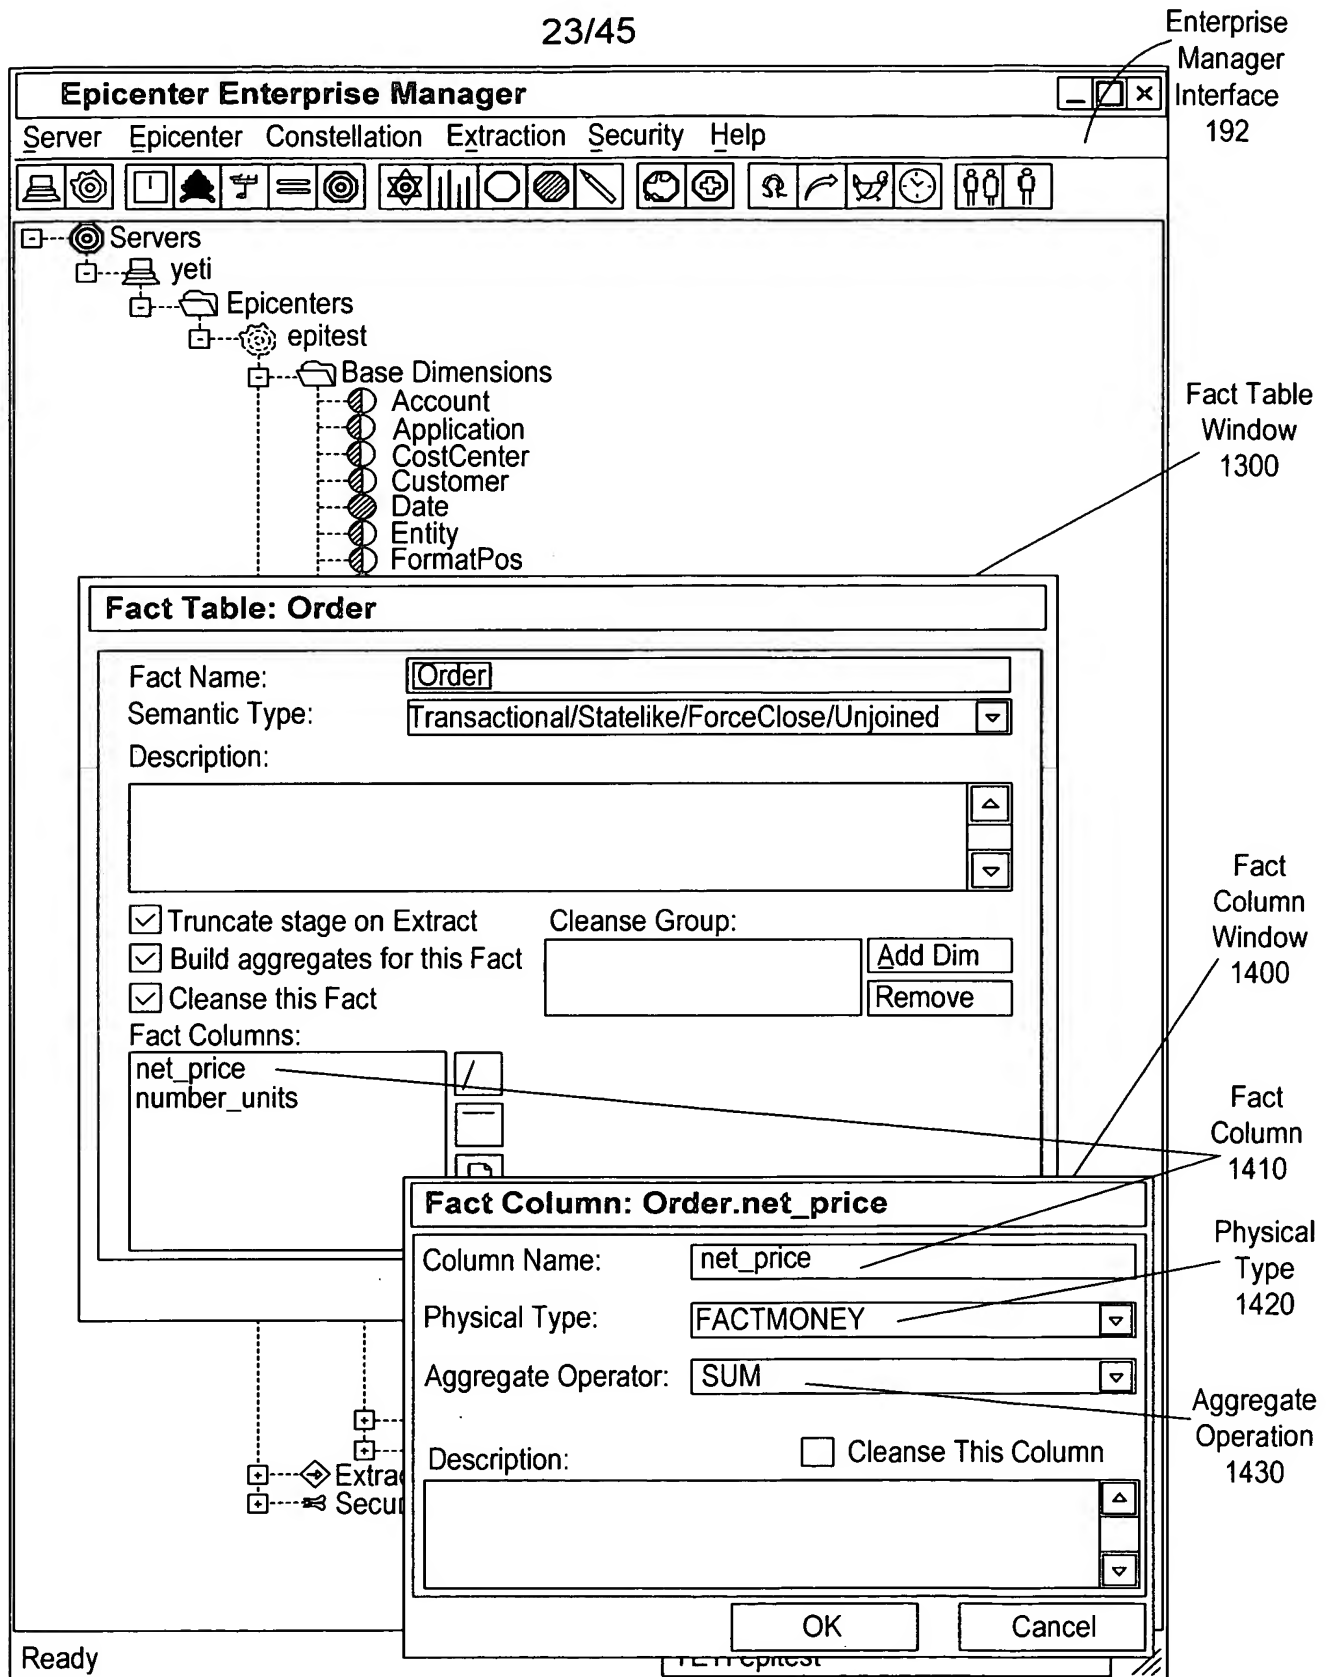 23/45
Enterprise
Manager
Interface
192
Epicenter Enterprise Manager
Server Epicenter Constellation Extraction Security Help
Servers
yeti
Epicenters
epitest
Base Dimensions
Account
Application
CostCenter
Customer
Date
Entity
FormatPos
Fact Table
Window
1300
Fact Table: Order
Fact Name: Order
Semantic Type: Transactional/Statelike/ForceClose/Unjoined
Description:
Truncate stage on Extract
Build aggregates for this Fact
Cleanse this Fact
Cleanse Group:
Add Dim
Remove
Fact Columns:
net_price
number_units
Fact
Column
Window
1400
Fact
Column
1410
Fact Column: Order.net_price
Column Name: net_price
Physical Type: FACTMONEY
Aggregate Operator: SUM
Physical
Type
1420
Aggregate
Operation
1430
Description:
Cleanse This Column
OK Cancel
Ready